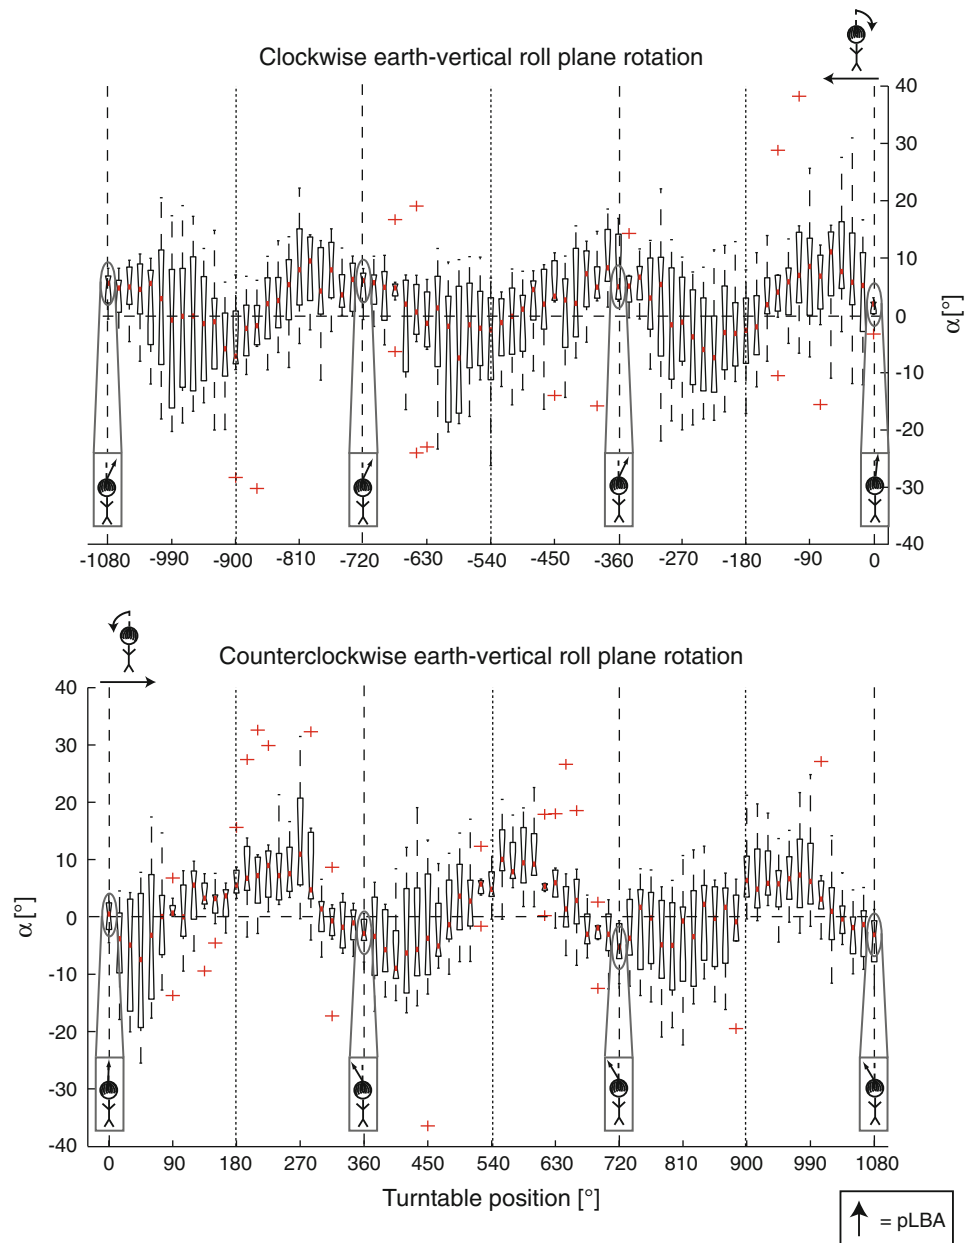 Clockwise earth-vertical roll plane rotation
40
30
20
10
0
-10
-20
-30
-40
α[°]
-1080 -990 -900 -810 -720 -630 -540 -450 -360 -270 -180 -90 0
Counterclockwise earth-vertical roll plane rotation
40
30
20
10
0
-10
-20
-30
-40
α[°]
0 90 180 270 360 450 540 630 720 810 900 990 1080
Turntable position [°]
= pLBA